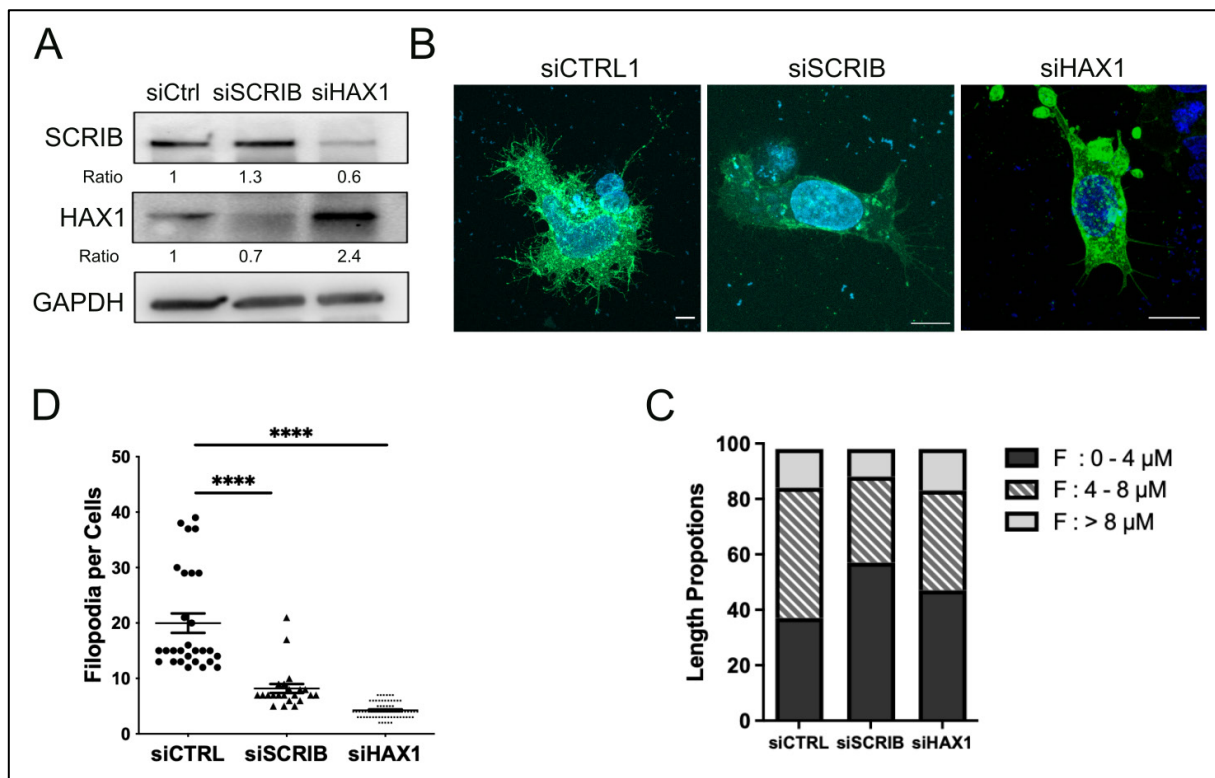 A
siCtrl siSCRIB siHAX1
SCRIB
Ratio 1 1.3 0.6
HAX1
Ratio 1 0.7 2.4
GAPDH
B
siCTRL1 siSCRIB siHAX1
D
**** 
****
50
40
30
20
10
0
Filopodia per Cells
siCTRL siSCRIB siHAX1
C
100
80
60
40
20
0
Length Propotions
siCTRL siSCRIB siHAX1
F : 0 - 4 µM
F : 4 - 8 µM
F : > 8 µM